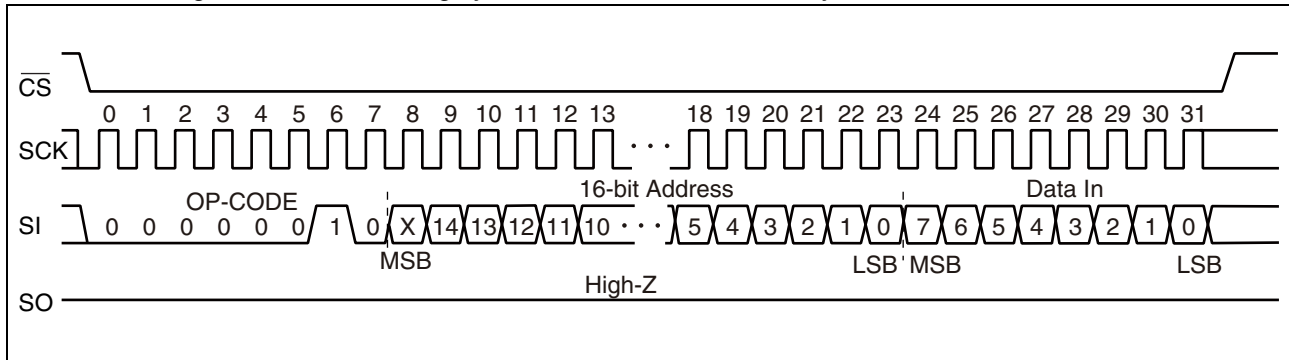 CS
0 1 2 3 4 5 6 7 8 9 10 11 12 13 18 19 20 21 22 23 24 25 26 27 28 29 30 31
SCK ···
OP-CODE 16-bit Address Data In
SI 0 0 0 0 0 0 1 0 X 14 13 12 11 10 ··· 5 4 3 2 1 0 7 6 5 4 3 2 1 0
MSB LSB MSB LSB
High-Z
SO